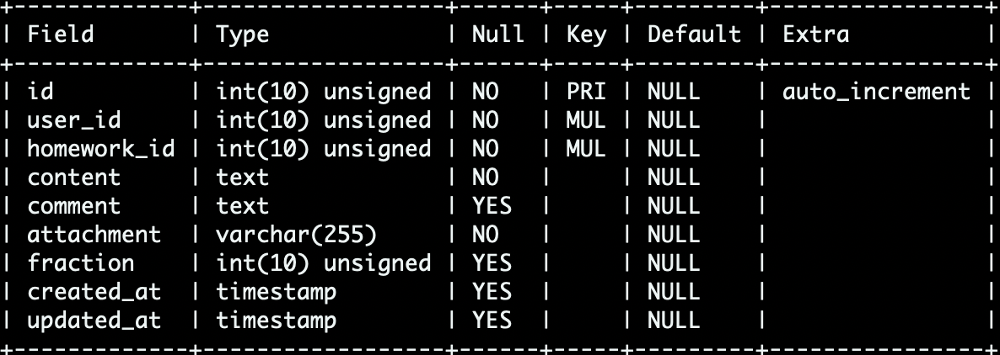 +-------------+------------------+------+-----+---------+----------------+
| Field       | Type             | Null | Key | Default | Extra          |
+-------------+------------------+------+-----+---------+----------------+
| id          | int(10) unsigned | NO   | PRI | NULL    | auto_increment |
| user_id     | int(10) unsigned | NO   | MUL | NULL    |                |
| homework_id | int(10) unsigned | NO   | MUL | NULL    |                |
| content     | text             | NO   |     | NULL    |                |
| comment     | text             | YES  |     | NULL    |                |
| attachment  | varchar(255)     | NO   |     | NULL    |                |
| fraction    | int(10) unsigned | YES  |     | NULL    |                |
| created_at  | timestamp        | YES  |     | NULL    |                |
| updated_at  | timestamp        | YES  |     | NULL    |                |
+-------------+------------------+------+-----+---------+----------------+